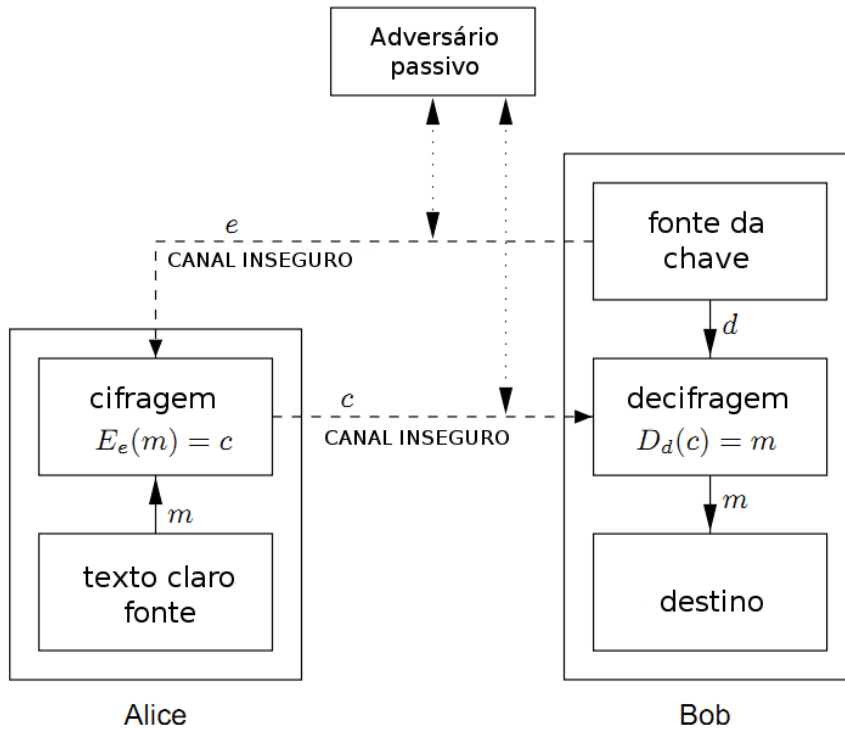 Adversário
passivo
e
CANAL INSEGURO
fonte da
chave
d
cifragem
E_e(m) = c
c
CANAL INSEGURO
decifragem
D_d(c) = m
m
m
texto claro
fonte
destino
Alice
Bob